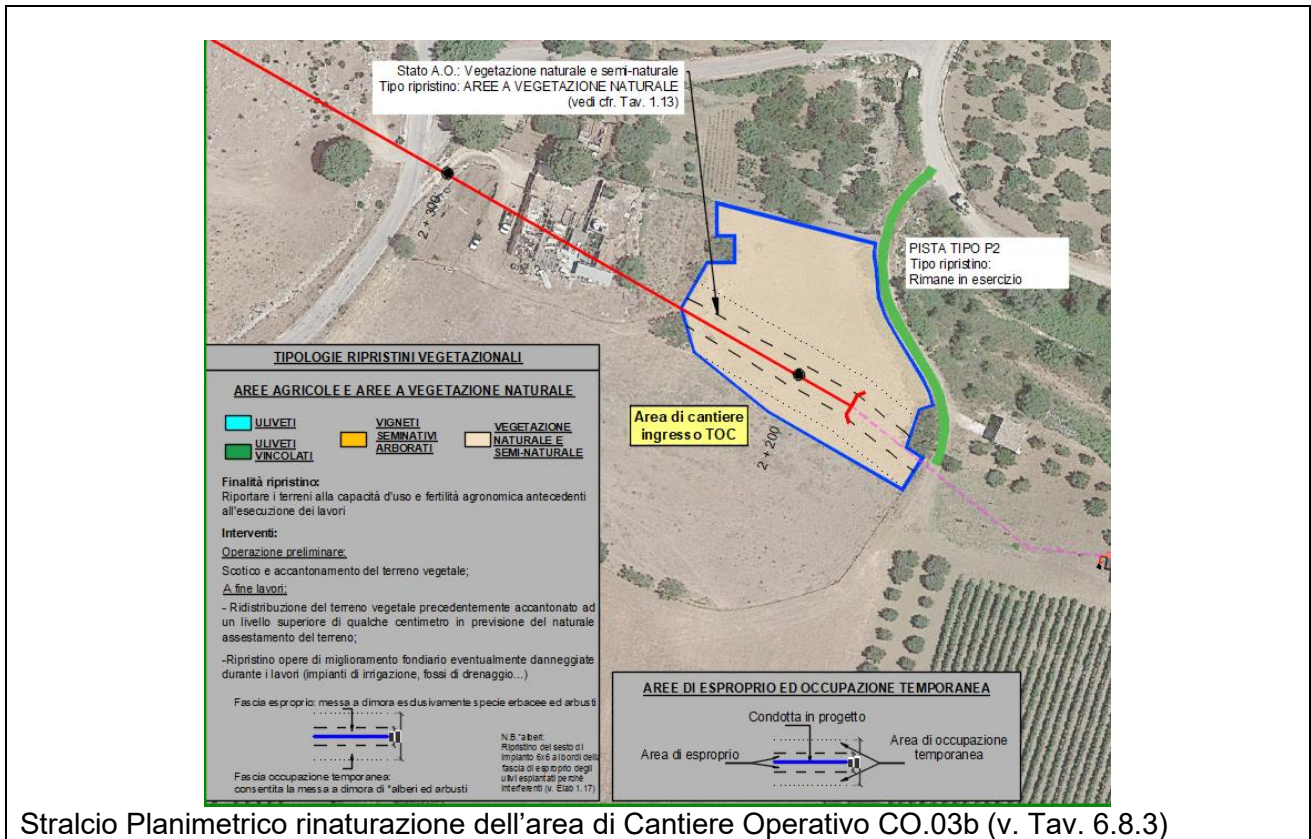 Stato A.O.: Vegetazione naturale e semi-naturale
Tipo ripristino: AREE A VEGETAZIONE NATURALE
(vedi cfr. Tav. 1.13)
2 + 300
PISTA TIPO P2
Tipo ripristino:
Rimane in esercizio
Area di cantiere
ingresso TOC
2 + 200
TIPOLOGIE RIPRISTINI VEGETAZIONALI
AREE AGRICOLE E AREE A VEGETAZIONE NATURALE
ULIVETI
ULIVETI
VINCOLATI
VIGNETI
SEMINATIVI
ARBORATI
VEGETAZIONE
NATURALE E
SEMI-NATURALE
Finalità ripristino:
Riportare i terreni alla capacità d'uso e fertilità agronomica antecedenti
all'esecuzione dei lavori
Interventi:
Operazione preliminare:
Scotico e accantonamento del terreno vegetale;
A fine lavori:
- Ridistribuzione del terreno vegetale precedentemente accantonato ad
un livello superiore di qualche centimetro in previsione del naturale
assestamento del terreno;
-Ripristino opere di miglioramento fondiario eventualmente danneggiate
durante i lavori (impianti di irrigazione, fossi di drenaggio...)
Fascia esproprio: messa a dimora esclusivamente specie erbacee ed arbusti
Fascia occupazione temporanea:
consentita la messa a dimora di *alberi ed arbusti
N.B.*alberi:
Ripristino del sesto di
impianto 6x6 ai bordi della
fascia di esproprio degli
ulivi espiantati perchè
interferenti (v. Elab 1.17)
AREE DI ESPROPRIO ED OCCUPAZIONE TEMPORANEA
Condotta in progetto
Area di esproprio
Area di occupazione
temporanea
Stralcio Planimetrico rinaturazione dell'area di Cantiere Operativo CO.03b (v. Tav. 6.8.3)